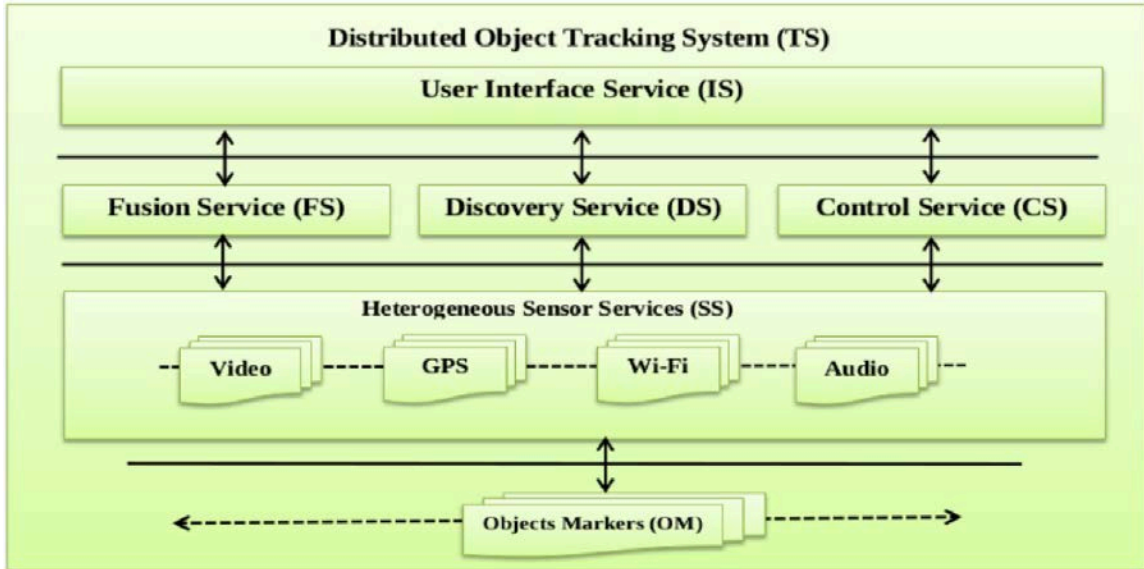 Distributed Object Tracking System (TS)
User Interface Service (IS)
Fusion Service (FS)
Discovery Service (DS)
Control Service (CS)
Heterogeneous Sensor Services (SS)
Video
GPS
Wi-Fi
Audio
Objects Markers (OM)